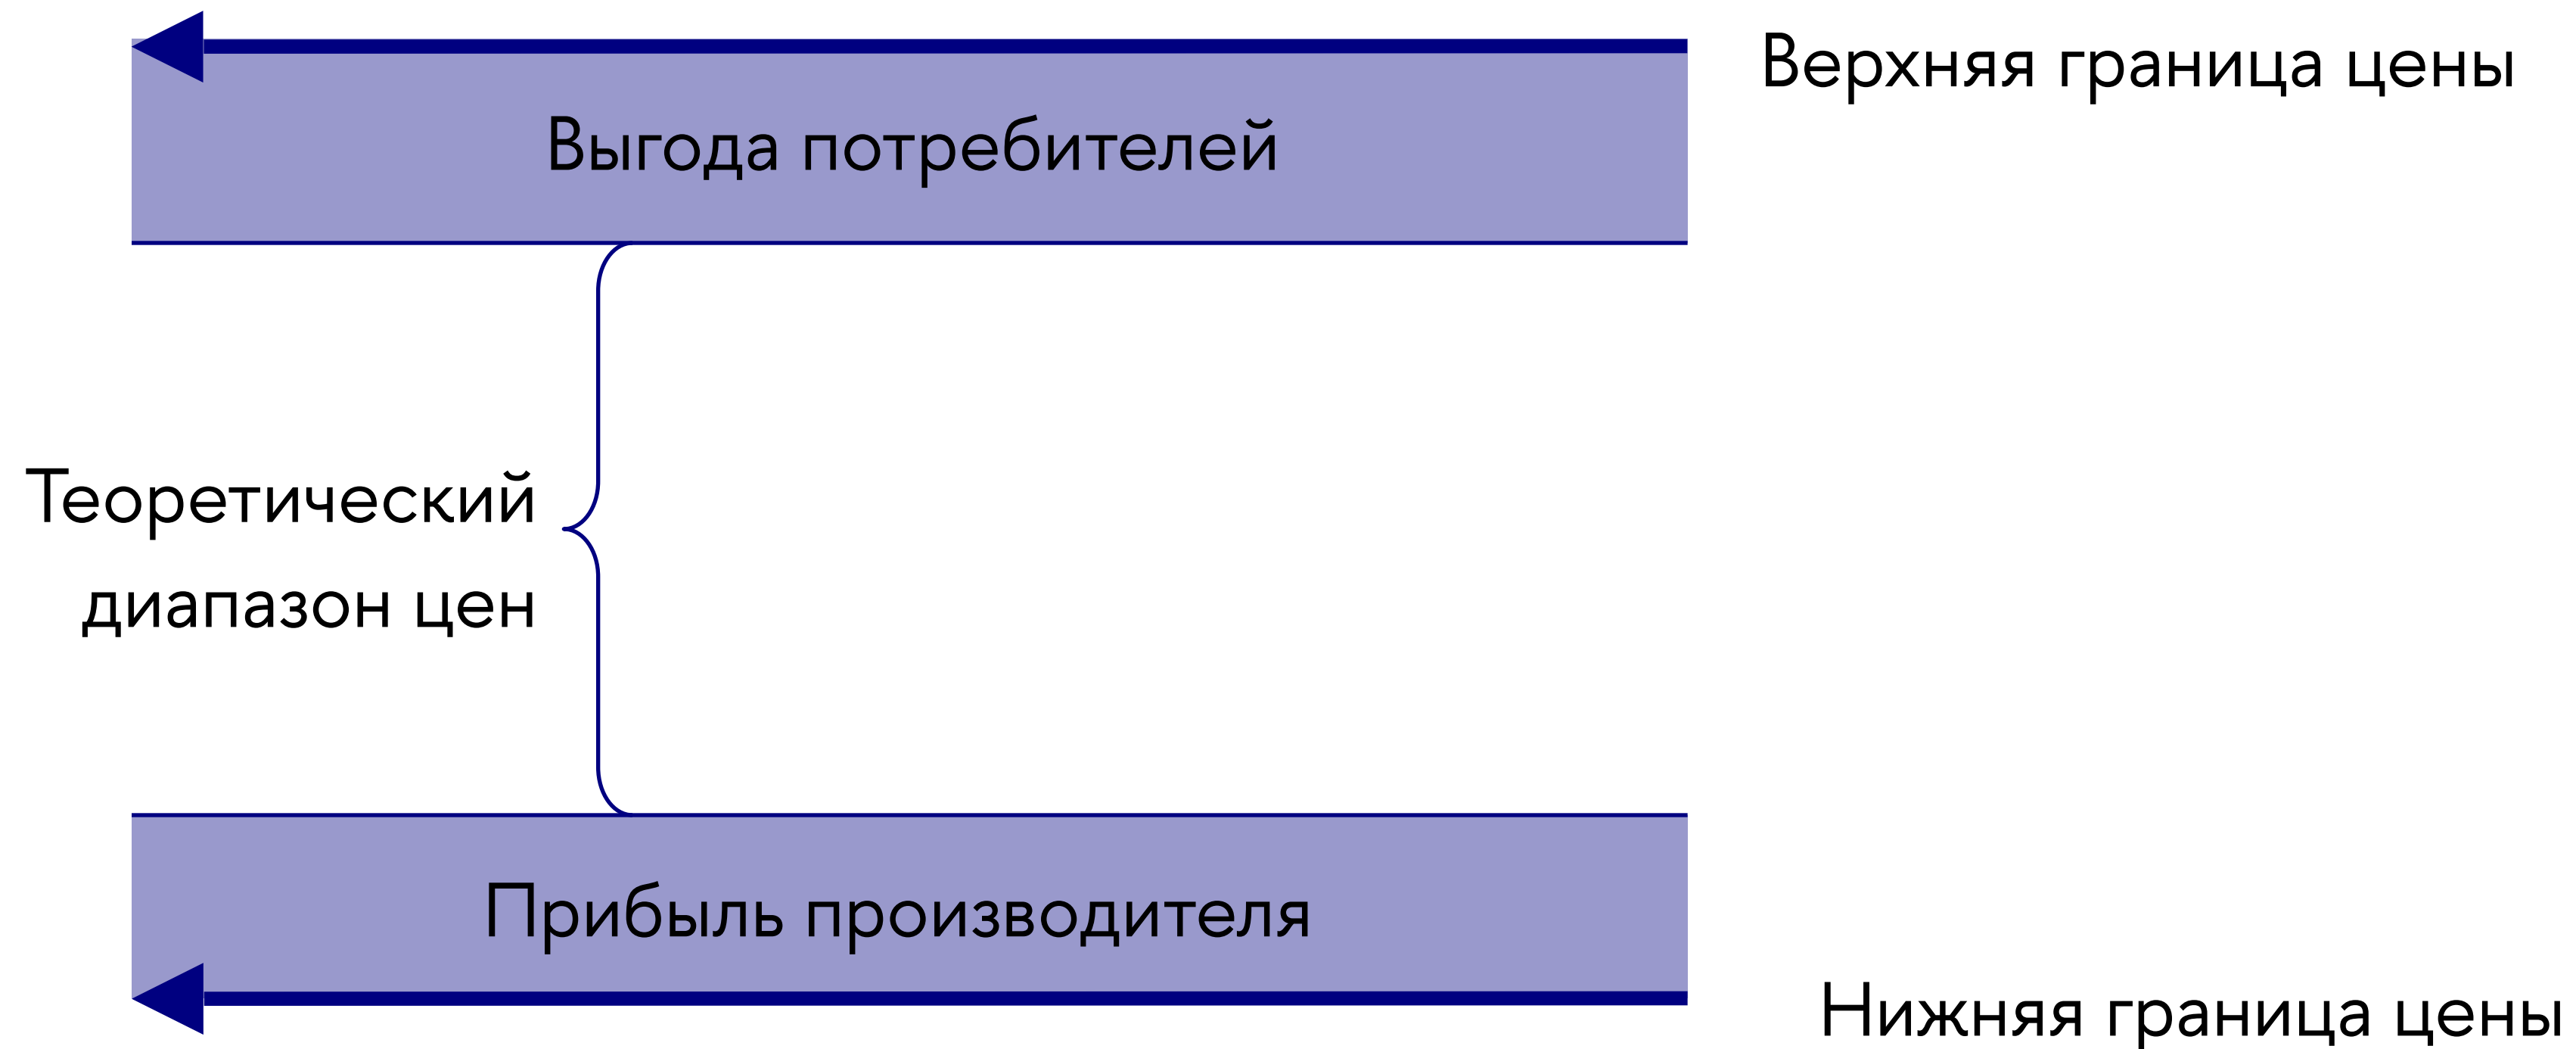 Верхняя граница цены
Выгода потребителей
Теоретический
диапазон цен
Прибыль производителя
Нижняя граница цены